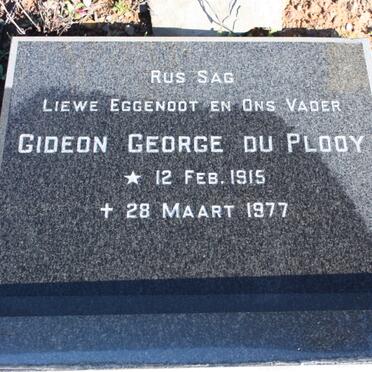 Rus Sag
Liewe Eggenoot en Ons Vader
Gideon George du Plooy
★ 12 Feb. 1915
✝ 28 Maart 1977